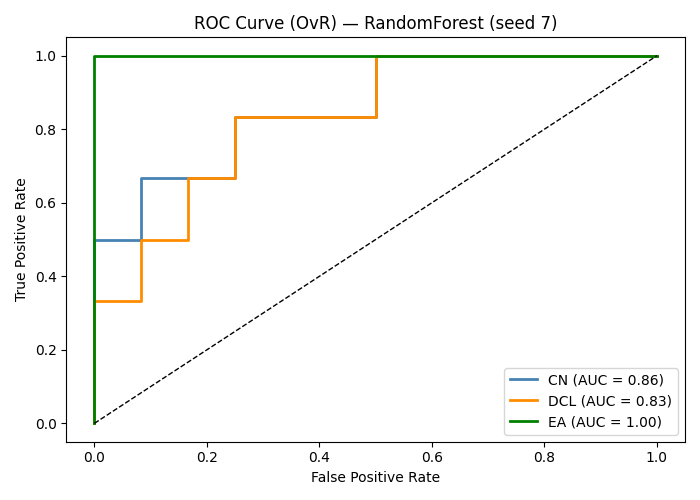 ROC Curve (OvR) — RandomForest (seed 7)
1.0
0.8
0.6
0.4
0.2
0.0
True Positive Rate
CN (AUC = 0.86)
DCL (AUC = 0.83)
EA (AUC = 1.00)
0.0 0.2 0.4 0.6 0.8 1.0
False Positive Rate